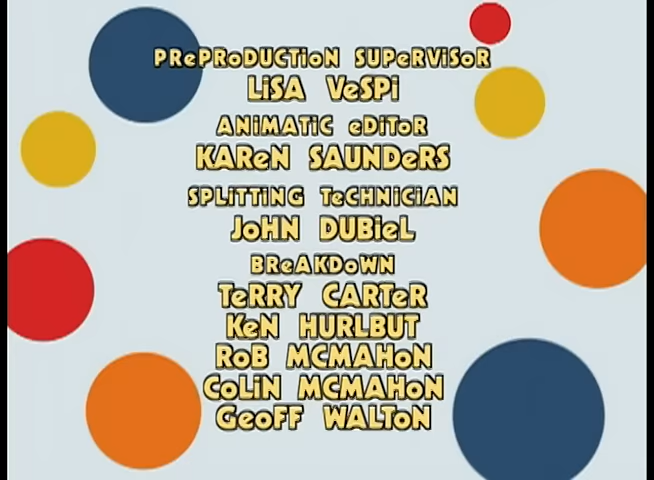 PRePRoDUCTioN SUPeRViSoR
LiSA VeSPi
ANiMATiC eDiToR
KAReN SAUNDeRS
SPLiTTiNG TeCHNiCiAN
JoHN DUBieL
BReAKDoWN
TeRRY CARTeR
KeN HURLBUT
RoB MCMAHoN
CoLiN MCMAHoN
GeoFF WALToN